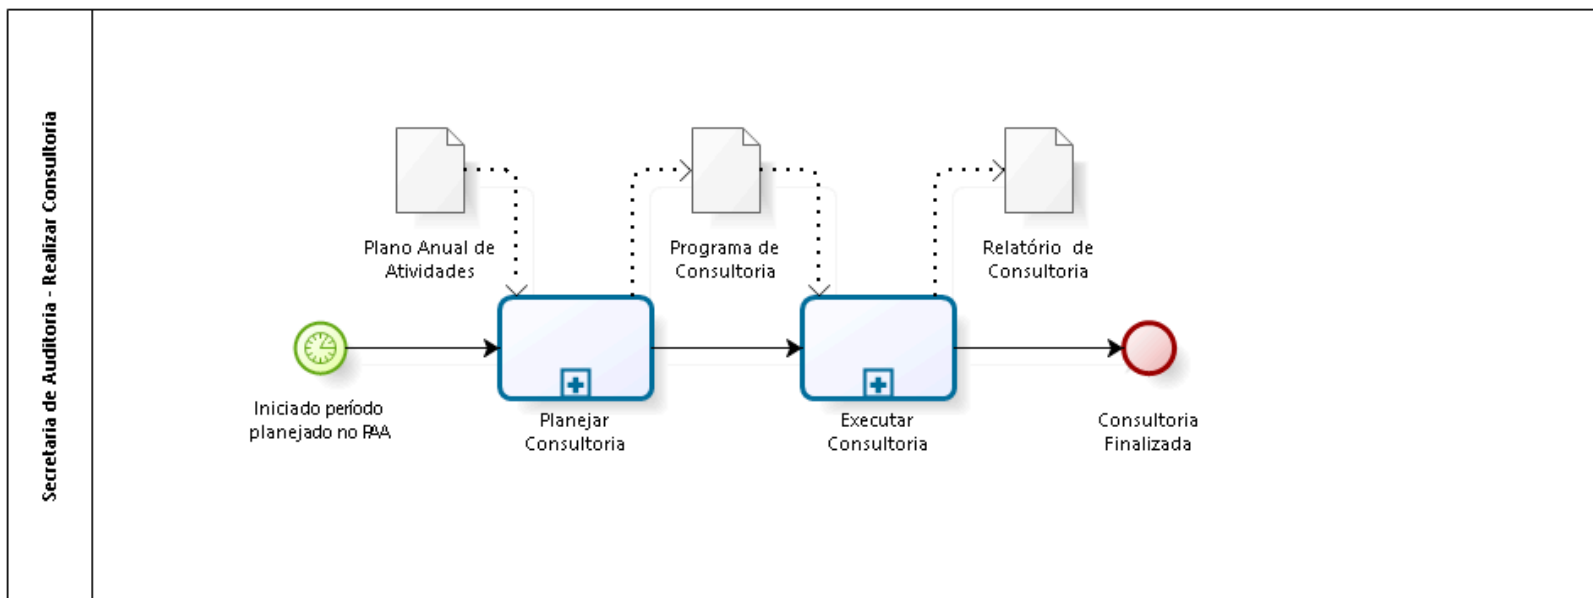 Secretaria de Auditoria - Realizar Consultoria
Plano Anual de
Atividades
Programa de
Consultoria
Relatório de
Consultoria
Iniciado período
planejado no PAA
Planejar
Consultoria
Executar
Consultoria
Consultoria
Finalizada